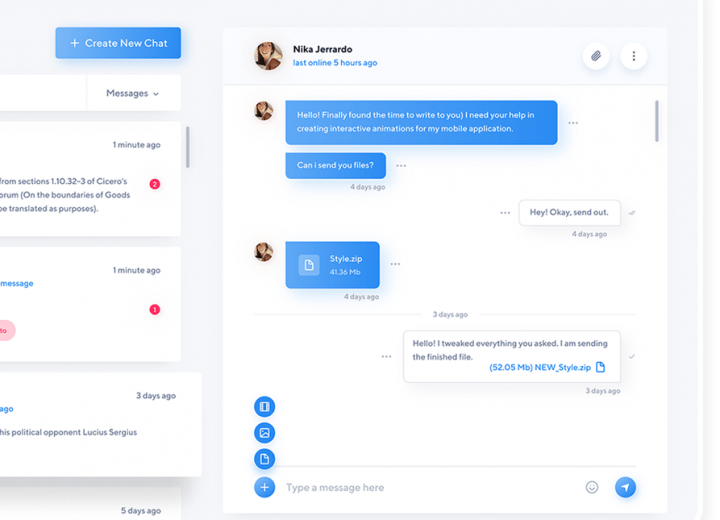 + Create New Chat
Messages
1 minute ago
from sections 1.10.32–3 of Cicero's
orum (On the boundaries of Goods
be translated as purposes).
2
1 minute ago
message
1
to
3 days ago
ago
his political opponent Lucius Sergius
5 days ago
Nika Jerrardo
last online 5 hours ago
Hello! Finally found the time to write to you) I need your help in
creating interactive animations for my mobile application.
Can i send you files?
4 days ago
Hey! Okay, send out.
4 days ago
Style.zip
41.36 Mb
4 days ago
3 days ago
Hello! I tweaked everything you asked. I am sending
the finished file.
(52.05 Mb) NEW_Style.zip
3 days ago
Type a message here